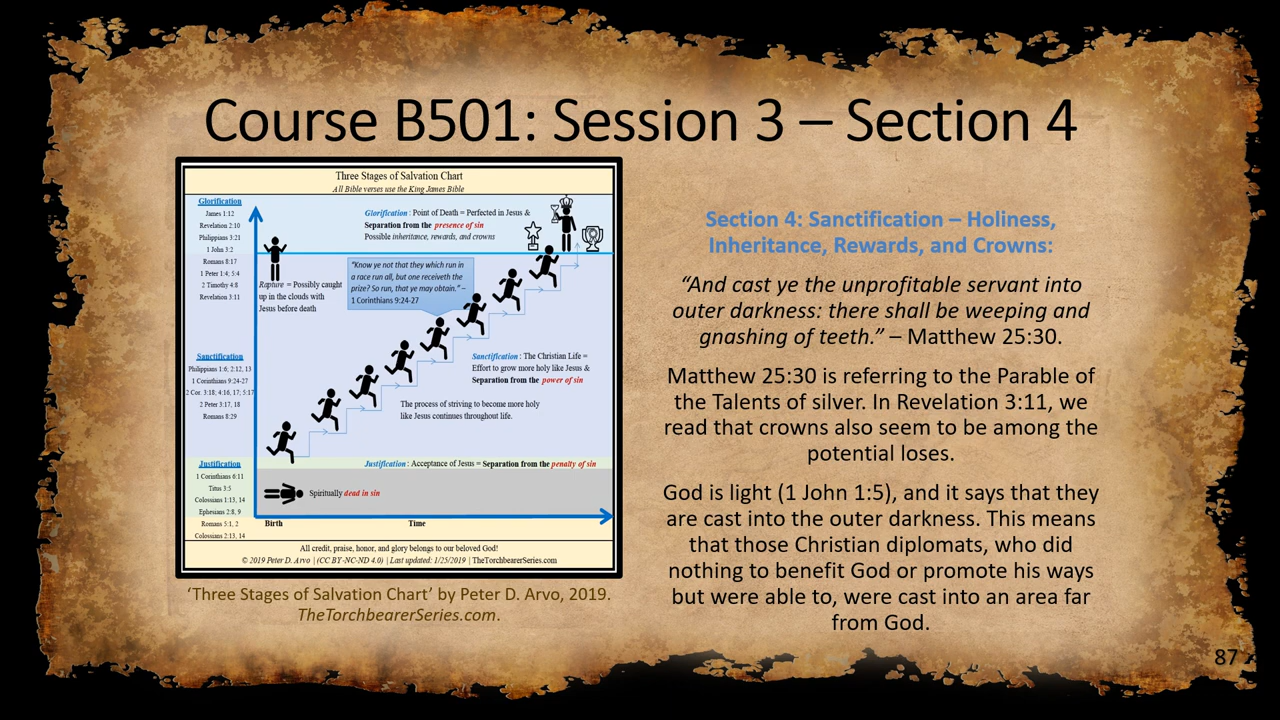 Course B501: Session 3 – Section 4
Three Stages of Salvation Chart
All Bible verses use the King James Bible
Glorification
James 1:12
Revelation 2:10
Philippians 3:21
1 John 3:2
Romans 8:17
1 Peter 1:4; 5:4
2 Timothy 4:8
Revelation 3:11
Sanctification
Philippians 1:6; 2:12, 13
1 Corinthians 9:24-27
2 Cor. 3:18; 4:16, 17; 5:17
2 Peter 3:17, 18
Romans 8:29
Justification
1 Corinthians 6:11
Titus 3:5
Colossians 1:13, 14
Ephesians 2:8, 9
Romans 5:1, 2
Colossians 2:13, 14
Glorification: Point of Death = Perfected in Jesus &
Separation from the presence of sin
Possible inheritance, rewards, and crowns
Rapture = Possibly caught
up in the clouds with
Jesus before death
"Know ye not that they which run in
a race run all, but one receiveth the
prize? So run, that ye may obtain." –
1 Corinthians 9:24-27
Sanctification: The Christian Life =
Effort to grow more holy like Jesus &
Separation from the power of sin
The process of striving to become more holy
like Jesus continues throughout life.
Justification: Acceptance of Jesus = Separation from the penalty of sin
Spiritually dead in sin
Birth
Time
All credit, praise, honor, and glory belongs to our beloved God!
© 2019 Peter D. Arvo | (CC BY-NC-ND 4.0) | Last updated: 1/25/2019 | TheTorchbearerSeries.com
'Three Stages of Salvation Chart' by Peter D. Arvo, 2019.
TheTorchbearerSeries.com.
Section 4: Sanctification – Holiness,
Inheritance, Rewards, and Crowns:
"And cast ye the unprofitable servant into
outer darkness: there shall be weeping and
gnashing of teeth." – Matthew 25:30.
Matthew 25:30 is referring to the Parable of
the Talents of silver. In Revelation 3:11, we
read that crowns also seem to be among the
potential loses.
God is light (1 John 1:5), and it says that they
are cast into the outer darkness. This means
that those Christian diplomats, who did
nothing to benefit God or promote his ways
but were able to, were cast into an area far
from God.
87